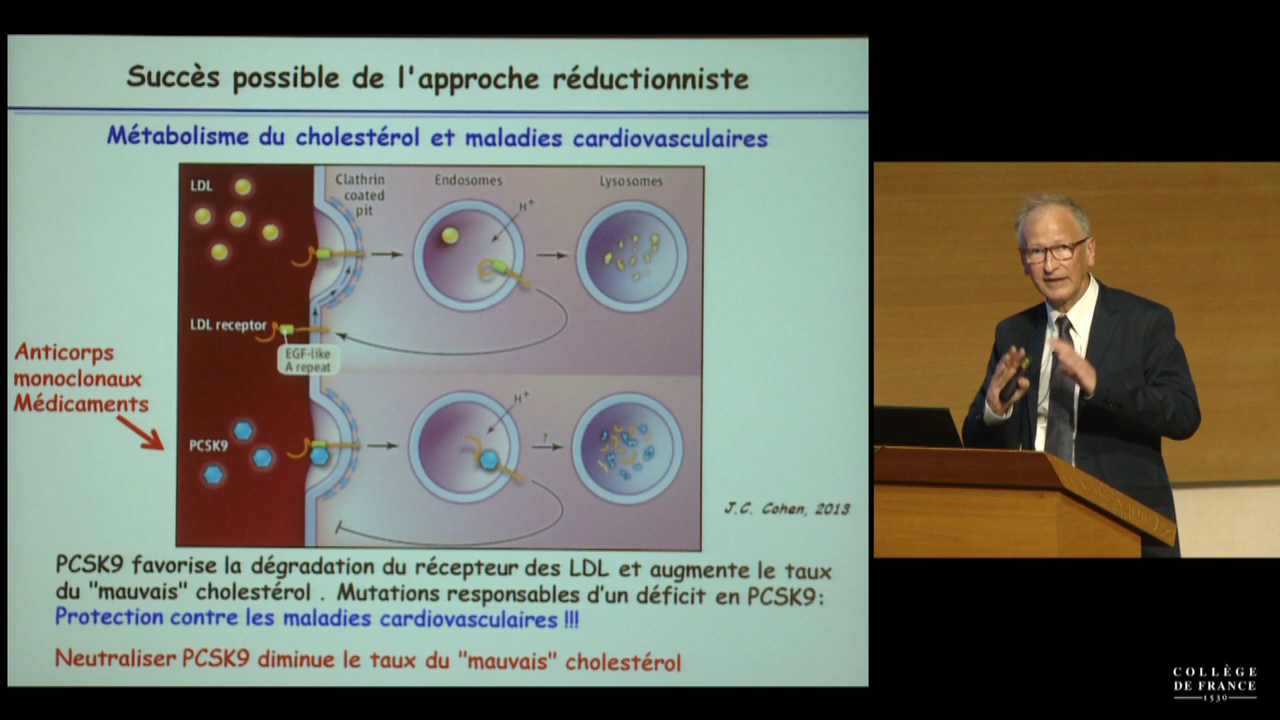 Succès possible de l'approche réductionniste
Métabolisme du cholestérol et maladies cardiovasculaires
LDL
Clathrin
coated
pit
Endosomes
Lysosomes
H+
LDL receptor
EGF-like
A repeat
Anticorps
monoclonaux
Médicaments
PCSK9
H+
?
J.C. Cohen, 2013
PCSK9 favorise la dégradation du récepteur des LDL et augmente le taux
du "mauvais" cholestérol . Mutations responsables d'un déficit en PCSK9:
Protection contre les maladies cardiovasculaires !!!
Neutraliser PCSK9 diminue le taux du "mauvais" cholestérol
COLLÈGE
DE FRANCE
1530